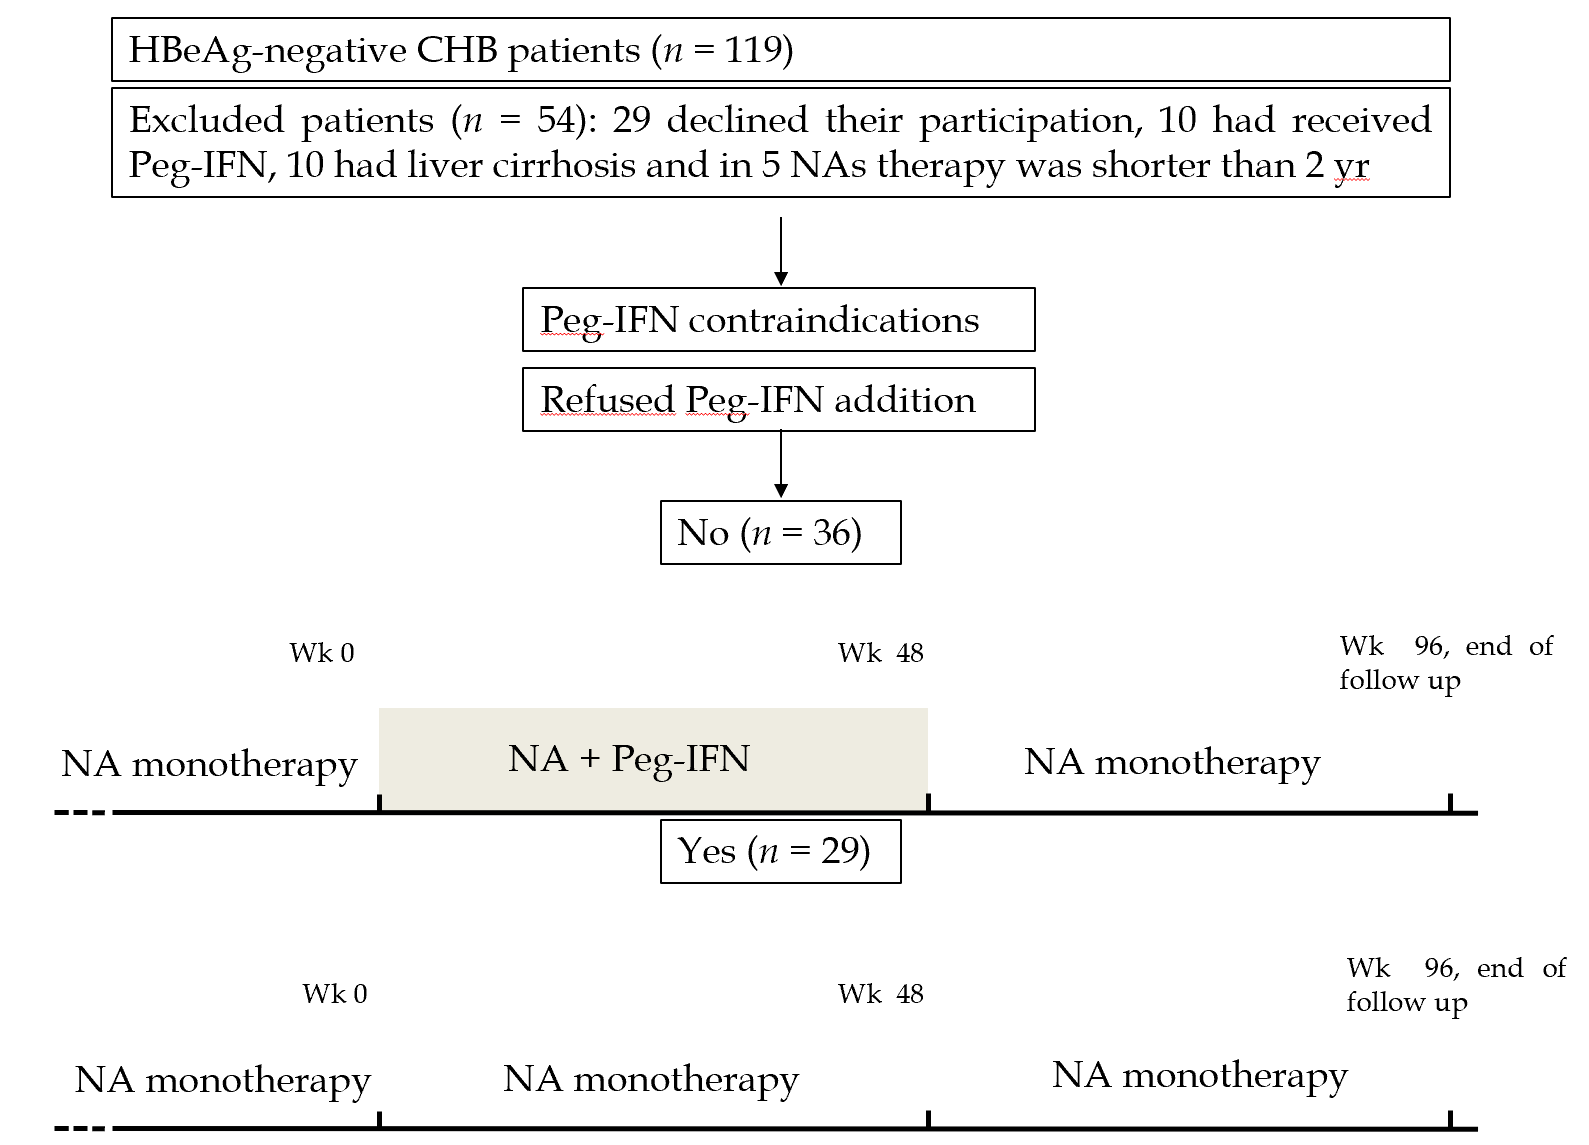 HBeAg-negative CHB patients (n = 119)
Excluded patients (n = 54): 29 declined their participation, 10 had received
Peg-IFN, 10 had liver cirrhosis and in 5 NAs therapy was shorter than 2 yr
Peg-IFN contraindications
Refused Peg-IFN addition
No (n = 36)
Wk 0
Wk 48
Wk 96, end of
follow up
NA monotherapy
NA + Peg-IFN
NA monotherapy
Yes (n = 29)
Wk 0
Wk 48
Wk 96, end of
follow up
NA monotherapy
NA monotherapy
NA monotherapy